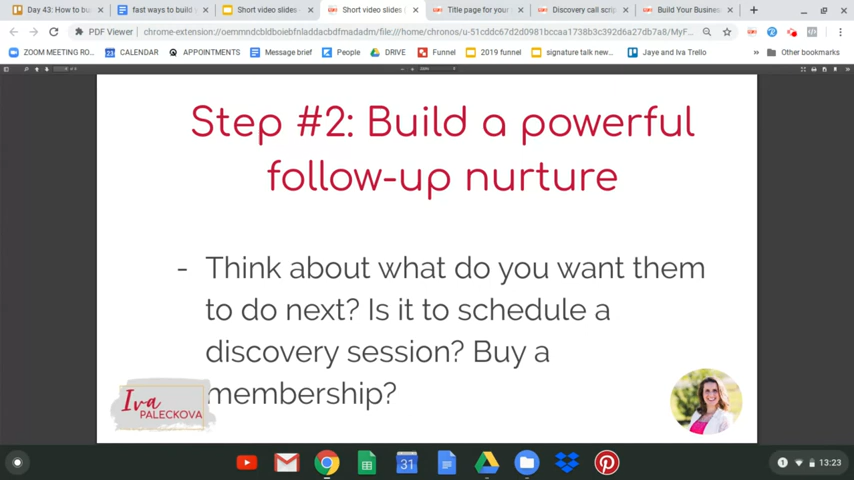 Day 43: How to bu
fast ways to build
Short video slides
Short video slides
Title page for your
Discovery call scrip
Build Your Busines
PDF Viewer
chrome-extension://oemmndcbldboiebfnladdacbdfmadadm/file:///home/chronos/u-51cddc67d2d0981bccaa1738b3c392d6a27db7a8/MyF
ZOOM MEETING RO...
CALENDAR
APPOINTMENTS
Message brief
People
DRIVE
Funnel
2019 funnel
signature talk new...
Jaye and Iva Trelio
Other bookmarks
Step #2: Build a powerful
follow-up nurture
- Think about what do you want them
to do next? Is it to schedule a
discovery session? Buy a
membership?
Iva
PALECKOVA
31
1
13:23